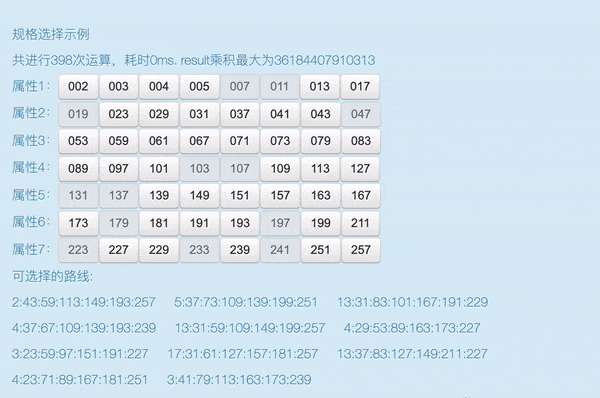 规格选择示例
共进行398次运算，耗时0ms. result乘积最大为36184407910313
属性1: 002 003 004 005 007 011 013 017
属性2: 019 023 029 031 037 041 043 047
属性3: 053 059 061 067 071 073 079 083
属性4: 089 097 101 103 107 109 113 127
属性5: 131 137 139 149 151 157 163 167
属性6: 173 179 181 191 193 197 199 211
属性7: 223 227 229 233 239 241 251 257
可选择的路线:
2:43:59:113:149:193:257 5:37:73:109:139:199:251 13:31:83:101:167:191:229
4:37:67:109:139:193:239 13:31:59:109:149:199:257 4:29:53:89:163:173:227
3:23:59:97:151:191:227 17:31:61:127:157:181:257 13:37:83:127:149:211:227
4:23:71:89:167:181:251 3:41:79:113:163:173:239